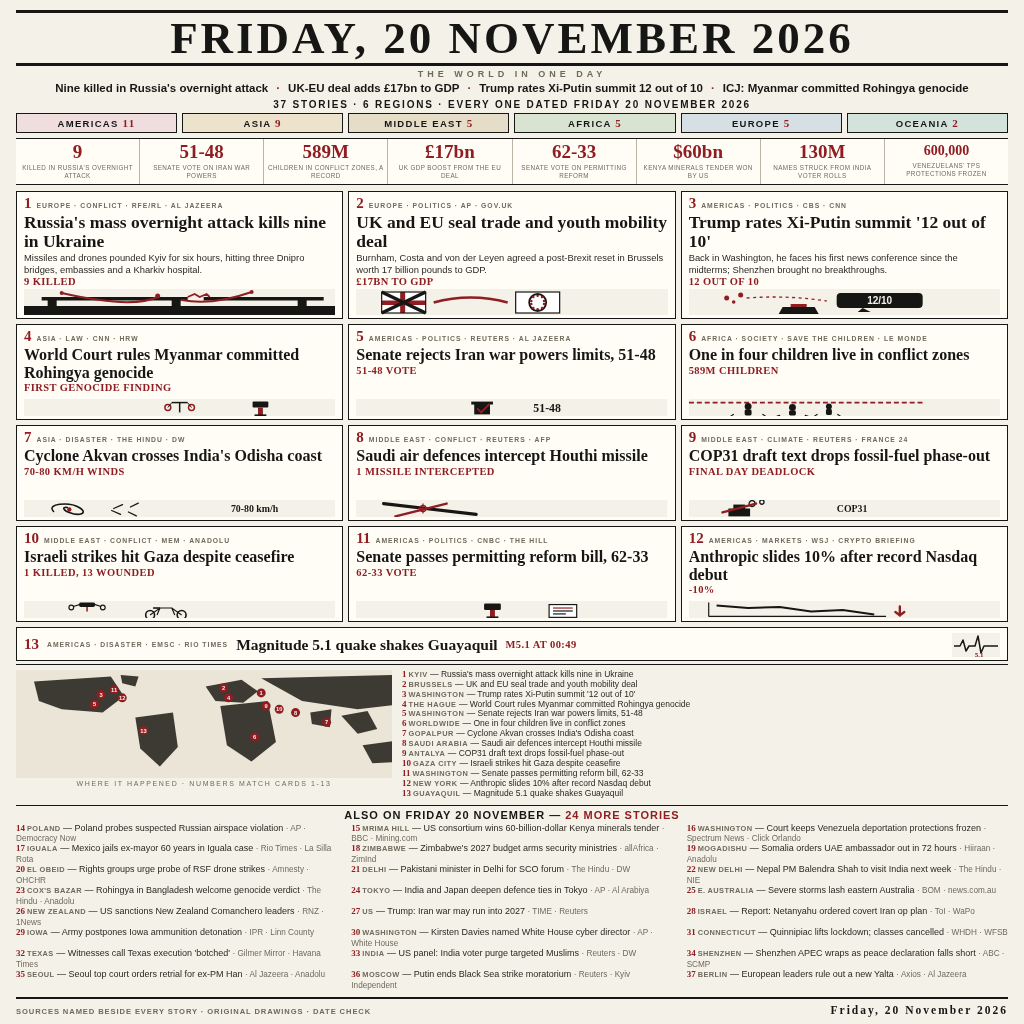 FRIDAY, 20 NOVEMBER 2026
THE WORLD IN ONE DAY
Nine killed in Russia's overnight attack · UK-EU deal adds £17bn to GDP · Trump rates Xi-Putin summit 12 out of 10 · ICJ: Myanmar committed Rohingya genocide
37 STORIES · 6 REGIONS · EVERY ONE DATED FRIDAY 20 NOVEMBER 2026
AMERICAS 11
ASIA 9
MIDDLE EAST 5
AFRICA 5
EUROPE 5
OCEANIA 2
9
KILLED IN RUSSIA'S OVERNIGHT
ATTACK
51-48
SENATE VOTE ON IRAN WAR
POWERS
589M
CHILDREN IN CONFLICT ZONES, A
RECORD
£17bn
UK GDP BOOST FROM THE EU
DEAL
62-33
SENATE VOTE ON PERMITTING
REFORM
$60bn
KENYA MINERALS TENDER WON
BY US
130M
NAMES STRUCK FROM INDIA
VOTER ROLLS
600,000
VENEZUELANS' TPS
PROTECTIONS FROZEN
1 EUROPE · CONFLICT · RFE/RL · AL JAZEERA
Russia's mass overnight attack kills nine
in Ukraine
Missiles and drones pounded Kyiv for six hours, hitting three Dnipro
bridges, embassies and a Kharkiv hospital.
9 KILLED
2 EUROPE · POLITICS · AP · GOV.UK
UK and EU seal trade and youth mobility
deal
Burnham, Costa and von der Leyen agreed a post-Brexit reset in Brussels
worth 17 billion pounds to GDP.
£17BN TO GDP
3 AMERICAS · POLITICS · CBS · CNN
Trump rates Xi-Putin summit '12 out of
10'
Back in Washington, he faces his first news conference since the
midterms; Shenzhen brought no breakthroughs.
12 OUT OF 10
12/10
4 ASIA · LAW · CNN · HRW
World Court rules Myanmar committed
Rohingya genocide
FIRST GENOCIDE FINDING
5 AMERICAS · POLITICS · REUTERS · AL JAZEERA
Senate rejects Iran war powers limits, 51-48
51-48 VOTE
51-48
6 AFRICA · SOCIETY · SAVE THE CHILDREN · LE MONDE
One in four children live in conflict zones
589M CHILDREN
7 ASIA · DISASTER · THE HINDU · DW
Cyclone Akvan crosses India's Odisha coast
70-80 KM/H WINDS
70-80 km/h
8 MIDDLE EAST · CONFLICT · REUTERS · AFP
Saudi air defences intercept Houthi missile
1 MISSILE INTERCEPTED
9 MIDDLE EAST · CLIMATE · REUTERS · FRANCE 24
COP31 draft text drops fossil-fuel phase-out
FINAL DAY DEADLOCK
COP31
10 MIDDLE EAST · CONFLICT · MEM · ANADOLU
Israeli strikes hit Gaza despite ceasefire
1 KILLED, 13 WOUNDED
11 AMERICAS · POLITICS · CNBC · THE HILL
Senate passes permitting reform bill, 62-33
62-33 VOTE
12 AMERICAS · MARKETS · WSJ · CRYPTO BRIEFING
Anthropic slides 10% after record Nasdaq
debut
-10%
13 AMERICAS · DISASTER · EMSC · RIO TIMES Magnitude 5.1 quake shakes Guayaquil M5.1 AT 00:49
5.1
3 11 5 12 13 2 4 1 9 10 8 7 6
WHERE IT HAPPENED · NUMBERS MATCH CARDS 1-13
1 KYIV — Russia's mass overnight attack kills nine in Ukraine
2 BRUSSELS — UK and EU seal trade and youth mobility deal
3 WASHINGTON — Trump rates Xi-Putin summit '12 out of 10'
4 THE HAGUE — World Court rules Myanmar committed Rohingya genocide
5 WASHINGTON — Senate rejects Iran war powers limits, 51-48
6 WORLDWIDE — One in four children live in conflict zones
7 GOPALPUR — Cyclone Akvan crosses India's Odisha coast
8 SAUDI ARABIA — Saudi air defences intercept Houthi missile
9 ANTALYA — COP31 draft text drops fossil-fuel phase-out
10 GAZA CITY — Israeli strikes hit Gaza despite ceasefire
11 WASHINGTON — Senate passes permitting reform bill, 62-33
12 NEW YORK — Anthropic slides 10% after record Nasdaq debut
13 GUAYAQUIL — Magnitude 5.1 quake shakes Guayaquil
ALSO ON FRIDAY 20 NOVEMBER — 24 MORE STORIES
14 POLAND — Poland probes suspected Russian airspace violation · AP ·
Democracy Now
15 MRIMA HILL — US consortium wins 60-billion-dollar Kenya minerals tender ·
BBC · Mining.com
16 WASHINGTON — Court keeps Venezuela deportation protections frozen ·
Spectrum News · Click Orlando
17 IGUALA — Mexico jails ex-mayor 60 years in Iguala case · Rio Times · La Silla
Rota
18 ZIMBABWE — Zimbabwe's 2027 budget arms security ministries · allAfrica ·
ZimInd
19 MOGADISHU — Somalia orders UAE ambassador out in 72 hours · Hiiraan ·
Anadolu
20 EL OBEID — Rights groups urge probe of RSF drone strikes · Amnesty ·
OHCHR
21 DELHI — Pakistani minister in Delhi for SCO forum · The Hindu · DW
22 NEW DELHI — Nepal PM Balendra Shah to visit India next week · The Hindu ·
NIE
23 COX'S BAZAR — Rohingya in Bangladesh welcome genocide verdict · The
Hindu · Anadolu
24 TOKYO — India and Japan deepen defence ties in Tokyo · AP · Al Arabiya
25 E. AUSTRALIA — Severe storms lash eastern Australia · BOM · news.com.au
26 NEW ZEALAND — US sanctions New Zealand Comanchero leaders · RNZ ·
1News
27 US — Trump: Iran war may run into 2027 · TIME · Reuters
28 ISRAEL — Report: Netanyahu ordered covert Iran op plan · ToI · WaPo
29 IOWA — Army postpones Iowa ammunition detonation · IPR · Linn County
30 WASHINGTON — Kirsten Davies named White House cyber director · AP ·
White House
31 CONNECTICUT — Quinnipiac lifts lockdown; classes cancelled · WHDH · WFSB
32 TEXAS — Witnesses call Texas execution 'botched' · Gilmer Mirror · Havana
Times
33 INDIA — US panel: India voter purge targeted Muslims · Reuters · DW
34 SHENZHEN — Shenzhen APEC wraps as peace declaration falls short · ABC ·
SCMP
35 SEOUL — Seoul top court orders retrial for ex-PM Han · Al Jazeera · Anadolu
36 MOSCOW — Putin ends Black Sea strike moratorium · Reuters · Kyiv
Independent
37 BERLIN — European leaders rule out a new Yalta · Axios · Al Jazeera
SOURCES NAMED BESIDE EVERY STORY · ORIGINAL DRAWINGS · DATE CHECK
Friday, 20 November 2026